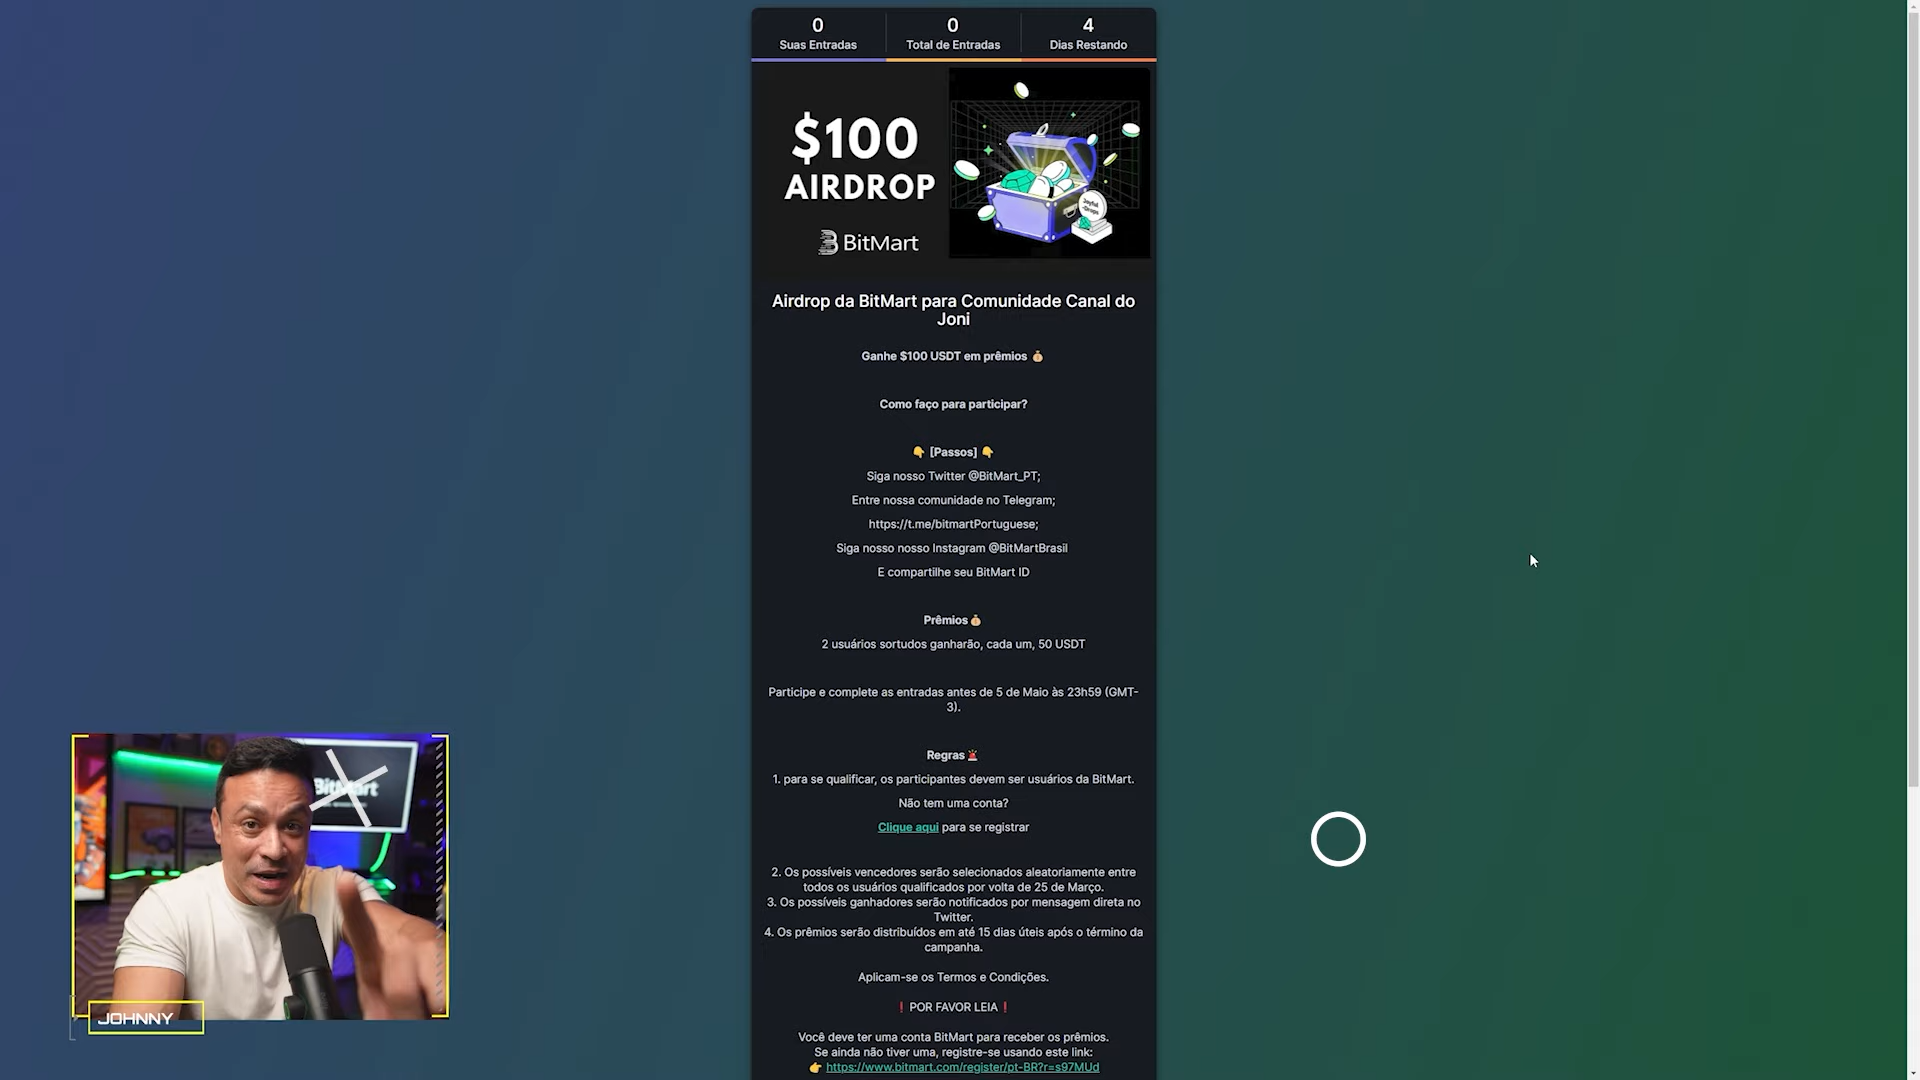 0
Suas Entradas
0
Total de Entradas
4
Dias Restando
$100
AIRDROP
BitMart
Joyful
Drops
Airdrop da BitMart para Comunidade Canal do
Joni
Ganhe $100 USDT em prêmios 💰
Como faço para participar?
👇 [Passos] 👇
Siga nosso Twitter @BitMart_PT;
Entre nossa comunidade no Telegram;
https://t.me/bitmartPortuguese;
Siga nosso nosso Instagram @BitMartBrasil
E compartilhe seu BitMart ID
Prêmios💰
2 usuários sortudos ganharão, cada um, 50 USDT
Participe e complete as entradas antes de 5 de Maio às 23h59 (GMT-
3).
Regras🚨
1. para se qualificar, os participantes devem ser usuários da BitMart.
Não tem uma conta?
Clique aqui para se registrar
2. Os possíveis vencedores serão selecionados aleatoriamente entre
todos os usuários qualificados por volta de 25 de Março.
3. Os possíveis ganhadores serão notificados por mensagem direta no
Twitter.
4. Os prêmios serão distribuídos em até 15 dias úteis após o término da
campanha.
Aplicam-se os Termos e Condições.
❗POR FAVOR LEIA❗
Você deve ter uma conta BitMart para receber os prêmios.
Se ainda não tiver uma, registre-se usando este link:
👉 https://www.bitmart.com/register/pt-BR?r=s97MUd
BitMart
JOHNNY